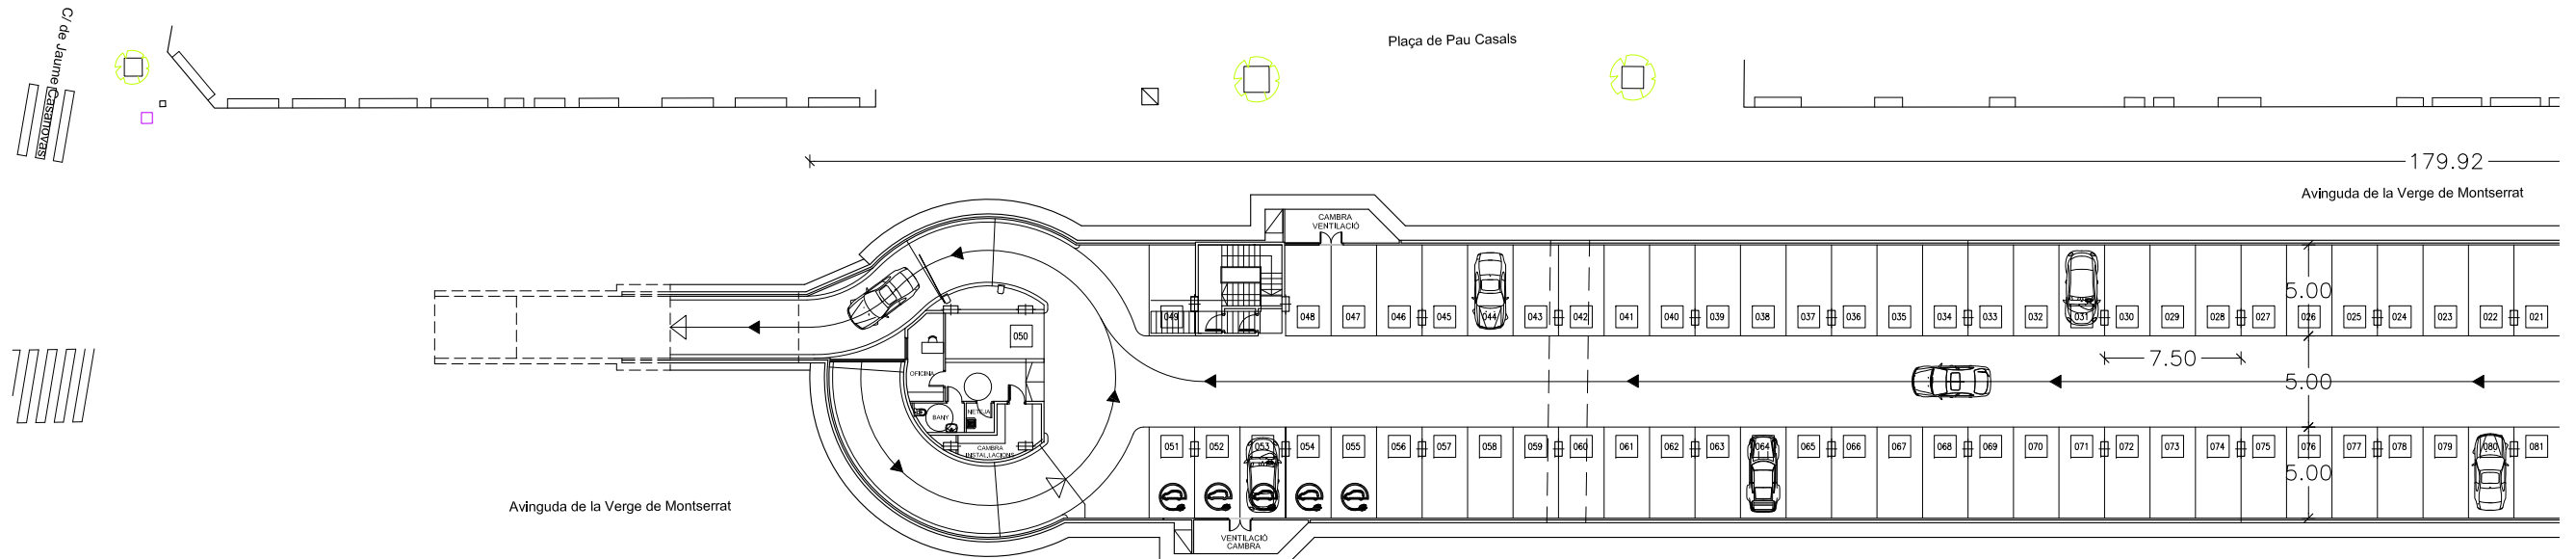 C/ de Jaume Casanovas
Plaça de Pau Casals
179.92
Avinguda de la Verge de Montserrat
CAMBRA
VENTILACIÓ
049 048 047 046 045 044 043 042 041 040 039 038 037 036 035 034 033 032 031 030 029 028 027 026 025 024 023 022 021
5.00
050
7.50
OFICINA
5.00
BANY
NETEJA
CAMBRA
INSTAL.LACIONS
051 052 053 054 055 056 057 058 059 060 061 062 063 064 065 066 067 068 069 070 071 072 073 074 075 076 077 078 079 080 081
5.00
Avinguda de la Verge de Montserrat
VENTILACIÓ
CAMBRA